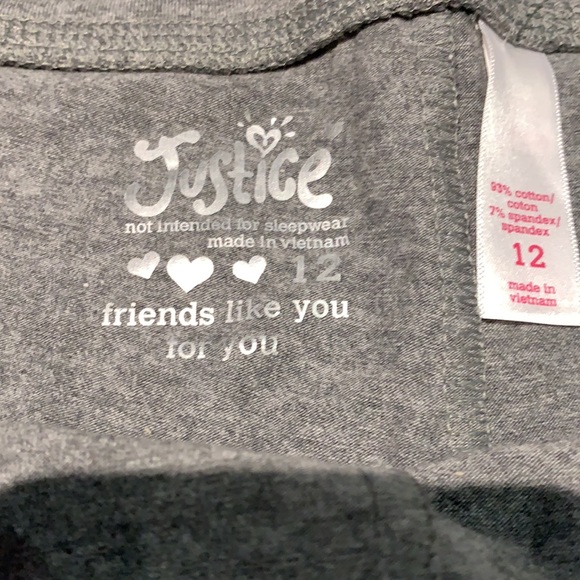 Justice
not intended for sleepwear
made in vietnam
12
friends like you
for you
93% cotton/
coton
7% spandex/
spandex
12
made in
vietnam